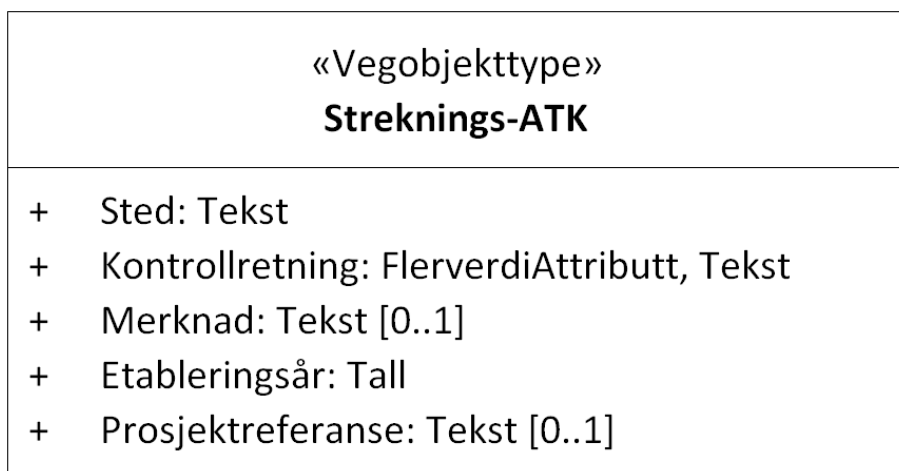 «Vegobjekttype»
Streknings-ATK
+ Sted: Tekst
+ Kontrollretning: FlerverdiAttributt, Tekst
+ Merknad: Tekst [0..1]
+ Etableringsår: Tall
+ Prosjektreferanse: Tekst [0..1]